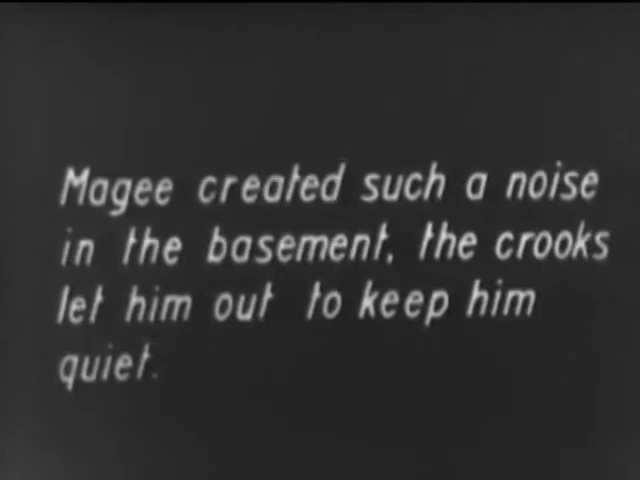 Magee created such a noise
in the basement, the crooks
let him out to keep him
quiet.